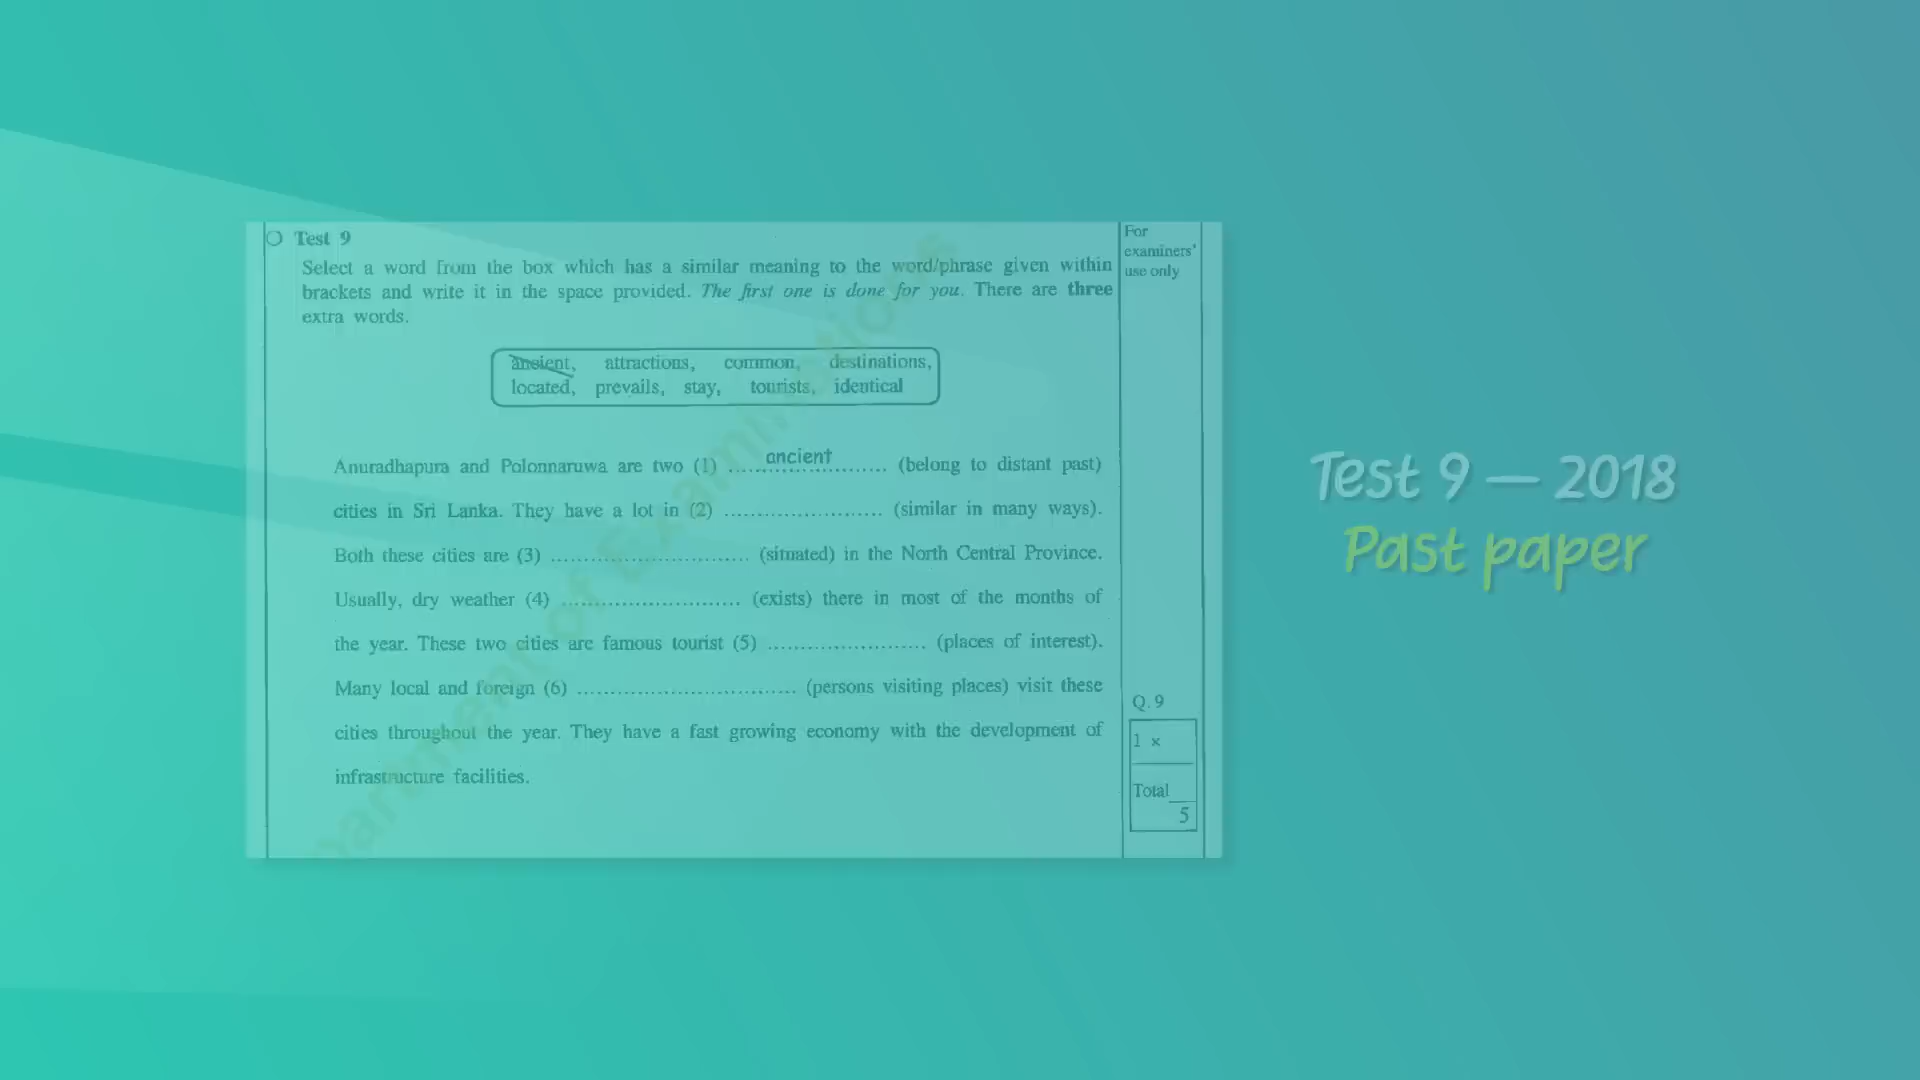 Test 9
Select a word from the box which has a similar meaning to the word/phrase given within
brackets and write it in the space provided. The first one is done for you. There are three
extra words.
ancient, attractions, common, destinations,
located, prevails, stay, tourists, identical
Anuradhapura and Polonnaruwa are two (1) ....ancient.... (belong to distant past)
cities in Sri Lanka. They have a lot in (2) ........................ (similar in many ways).
Both these cities are (3) .............................. (situated) in the North Central Province.
Usually, dry weather (4) ........................... (exists) there in most of the months of
the year. These two cities are famous tourist (5) ........................ (places of interest).
Many local and foreign (6) ................................. (persons visiting places) visit these
cities throughout the year. They have a fast growing economy with the development of
infrastructure facilities.
For
examiners'
use only
Q.9
1 x
Total
5
partment of Examinations
Test 9 — 2018
Past paper